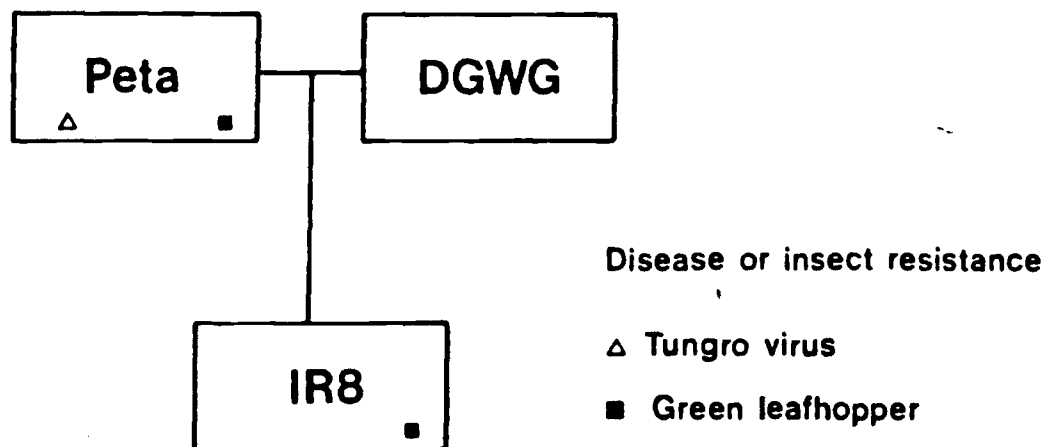 Peta
DGWG
Disease or insect resistance
△ Tungro virus
■ Green leafhopper
IR8